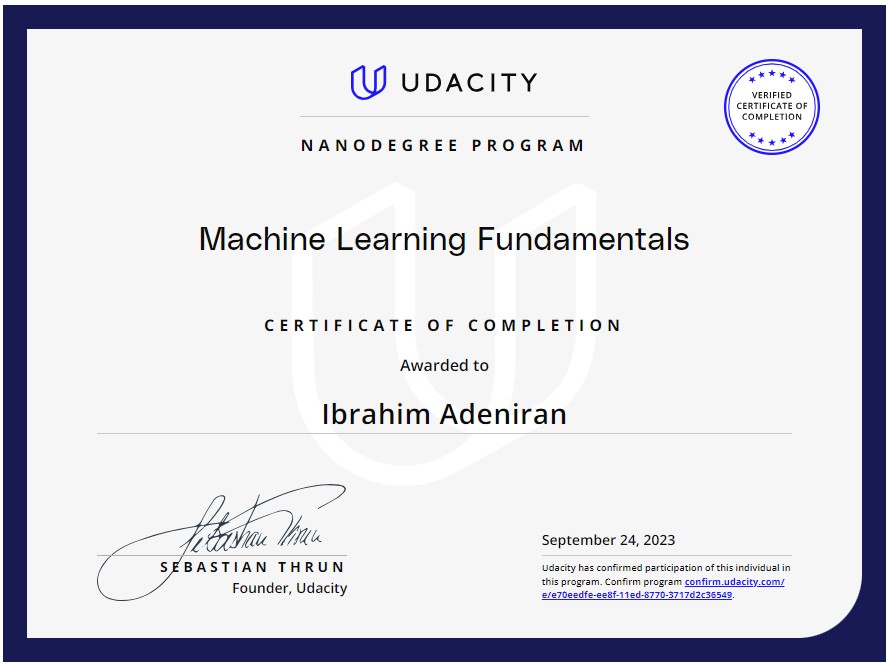 UDACITY
VERIFIED
CERTIFICATE OF
COMPLETION
NANODEGREE PROGRAM
Machine Learning Fundamentals
CERTIFICATE OF COMPLETION
Awarded to
Ibrahim Adeniran
Sebastian Thrun
SEBASTIAN THRUN
Founder, Udacity
September 24, 2023
Udacity has confirmed participation of this individual in
this program. Confirm program confirm.udacity.com/
e/e70eedfe-ee8f-11ed-8770-3717d2c36549.